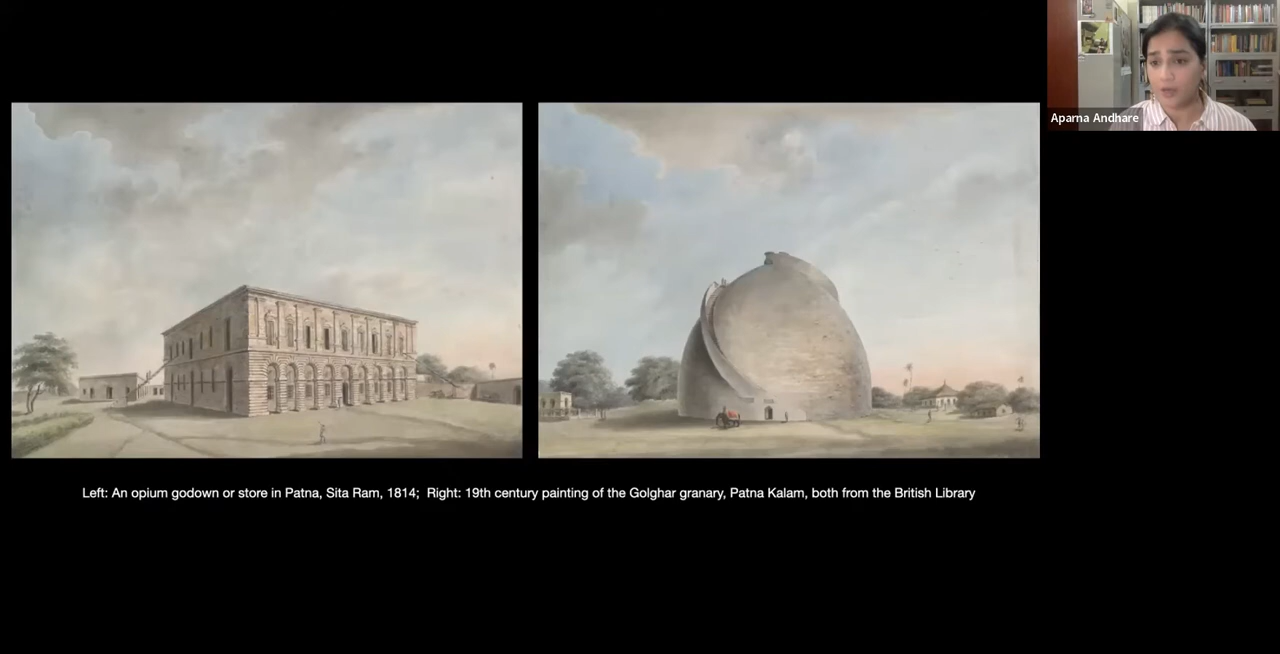 Aparna Andhare
Left: An opium godown or store in Patna, Sita Ram, 1814;  Right: 19th century painting of the Golghar granary, Patna Kalam, both from the British Library